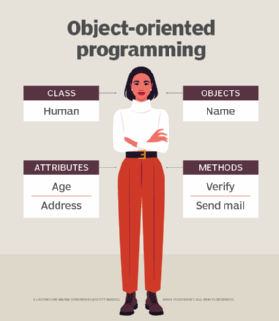 Object-oriented
programming
CLASS
Human
OBJECTS
Name
ATTRIBUTES
Age
Address
METHODS
Verify
Send mail